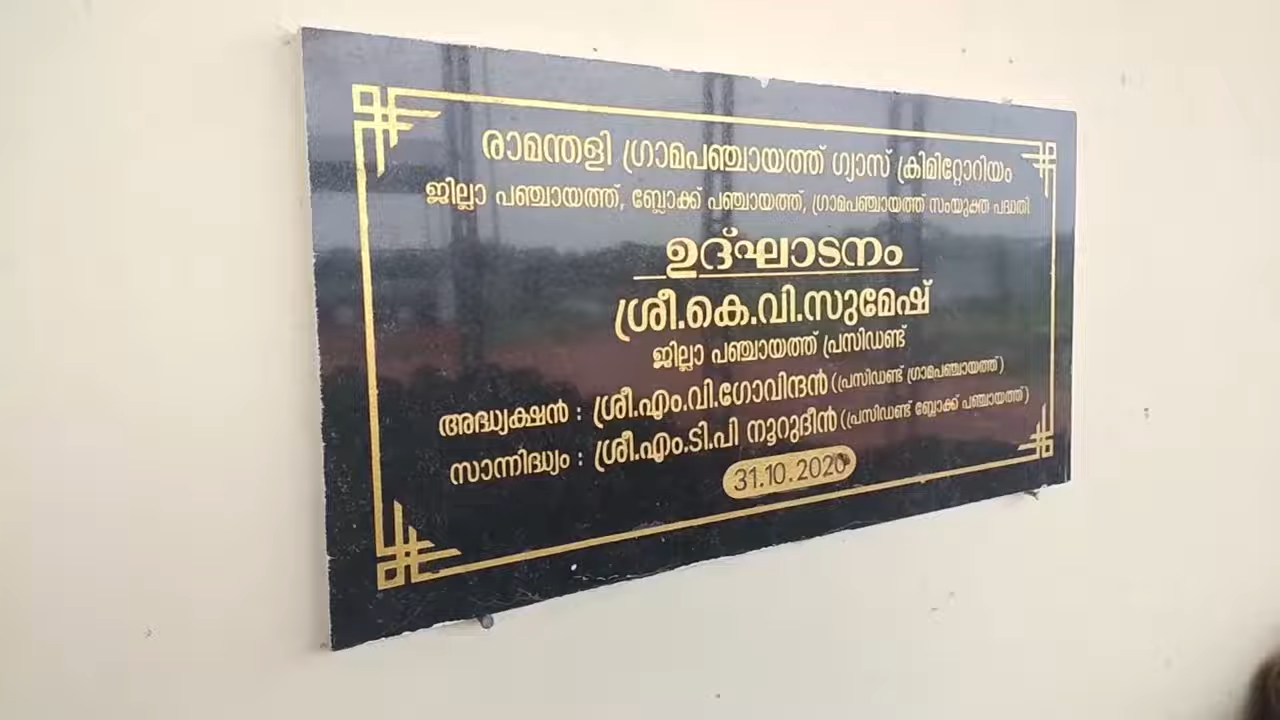 രാമന്തളി ഗ്രാമപഞ്ചായത്ത് ഗ്യാസ് ക്രിമിറ്റോറിയം
ജില്ലാ പഞ്ചായത്ത്, ബ്ലോക്ക് പഞ്ചായത്ത്, ഗ്രാമപഞ്ചായത്ത് സംയുക്ത പദ്ധതി
ഉദ്ഘാടനം
ശ്രീ.കെ.വി.സുമേഷ്
ജില്ലാ പഞ്ചായത്ത് പ്രസിഡണ്ട്
അദ്ധ്യക്ഷൻ : ശ്രീ.എം.വി.ഗോവിന്ദൻ (പ്രസിഡണ്ട് ഗ്രാമപഞ്ചായത്ത്)
സാന്നിദ്ധ്യം : ശ്രീ.എം.ടി.പി നൂറുദീൻ (പ്രസിഡണ്ട് ബ്ലോക്ക് പഞ്ചായത്ത്)
31.10.2020